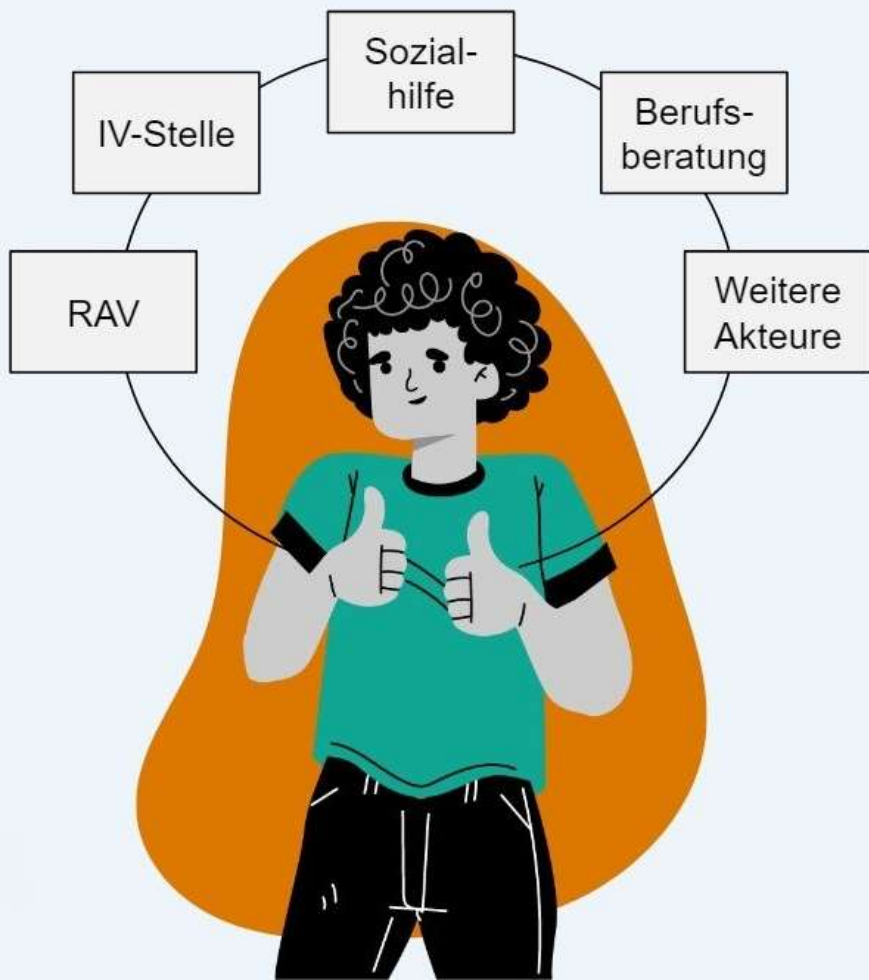 Sozial-
hilfe
IV-Stelle
Berufs-
beratung
RAV
Weitere
Akteure